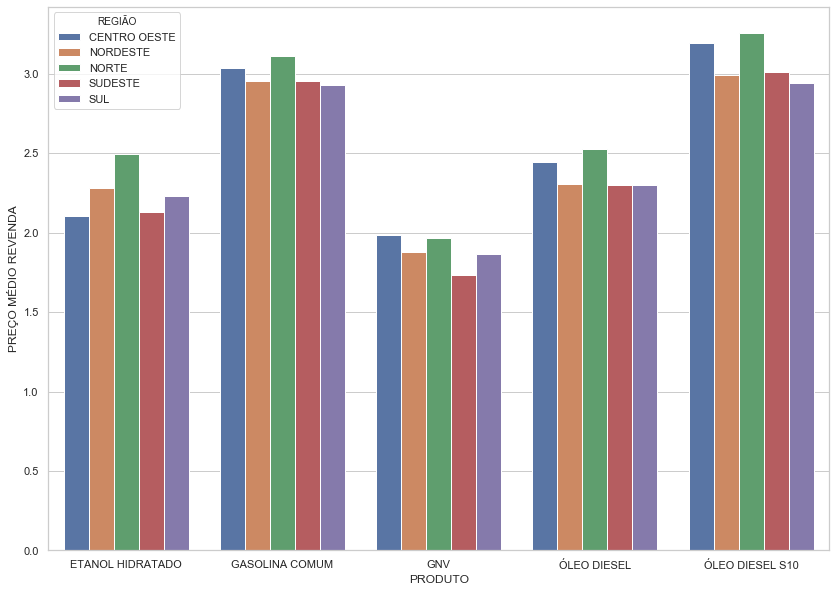 REGIÃO
CENTRO OESTE
NORDESTE
NORTE
SUDESTE
SUL
PREÇO MÉDIO REVENDA
3.0
2.5
2.0
1.5
1.0
0.5
0.0
ETANOL HIDRATADO GASOLINA COMUM GNV ÓLEO DIESEL ÓLEO DIESEL S10
PRODUTO